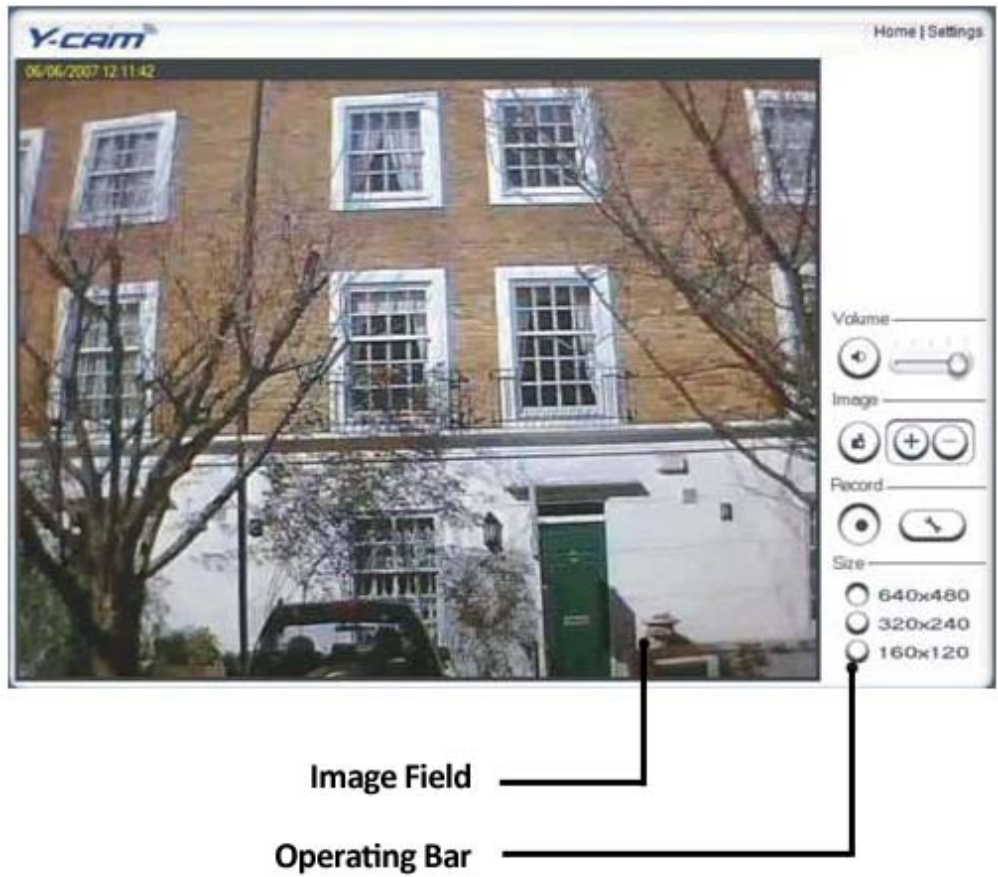 Y-cam
Home | Settings
06/06/2007 12:11:42
Volume
Image
Record
Size
640x480
320x240
160x120
Image Field
Operating Bar